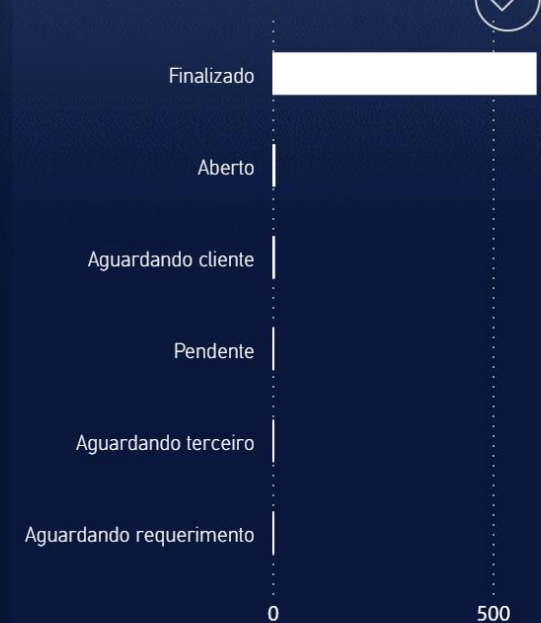 Finalizado
Aberto
Aguardando cliente
Pendente
Aguardando terceiro
Aguardando requerimento
0 500